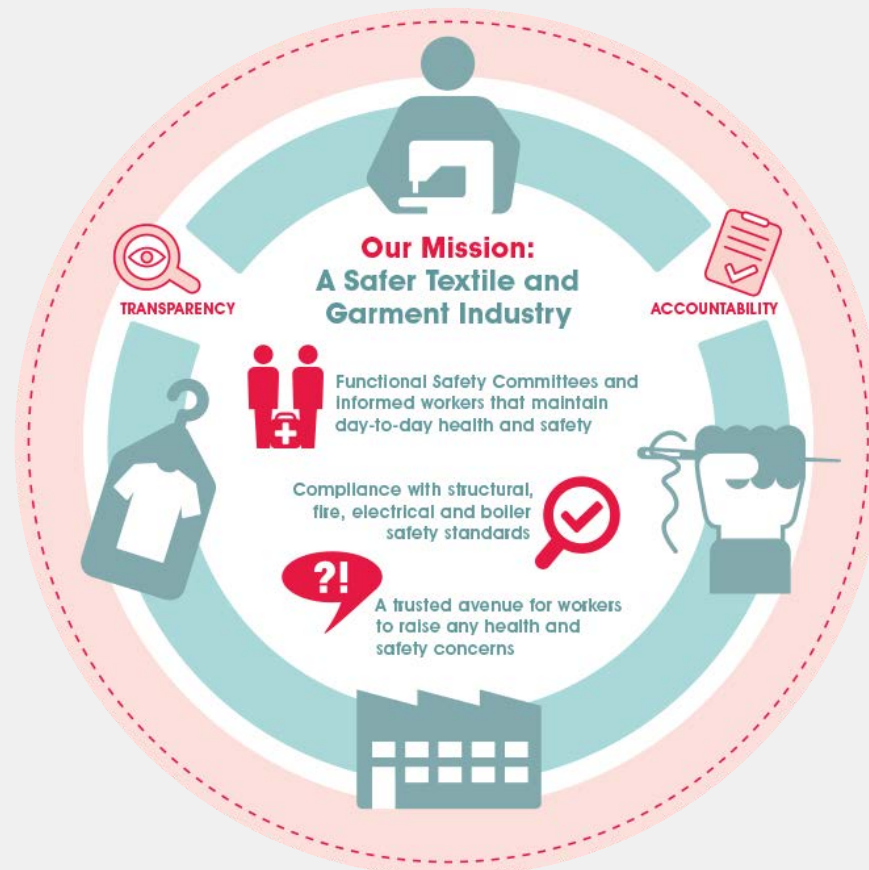 Our Mission:
A Safer Textile and
Garment Industry
TRANSPARENCY
ACCOUNTABILITY
Functional Safety Committees and
informed workers that maintain
day-to-day health and safety
Compliance with structural,
fire, electrical and boiler
safety standards
?!
A trusted avenue for workers
to raise any health and
safety concerns